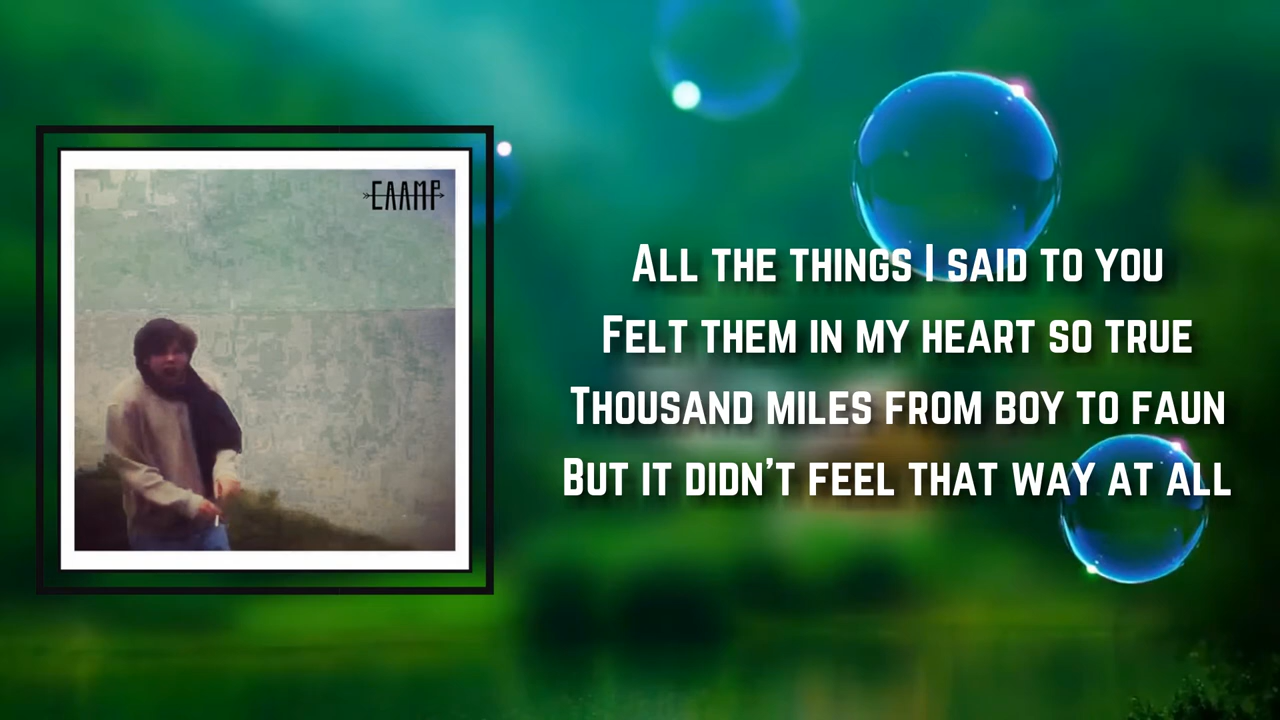 CAAMP
ALL THE THINGS I SAID TO YOU
FELT THEM IN MY HEART SO TRUE
THOUSAND MILES FROM BOY TO FAUN
BUT IT DIDN'T FEEL THAT WAY AT ALL